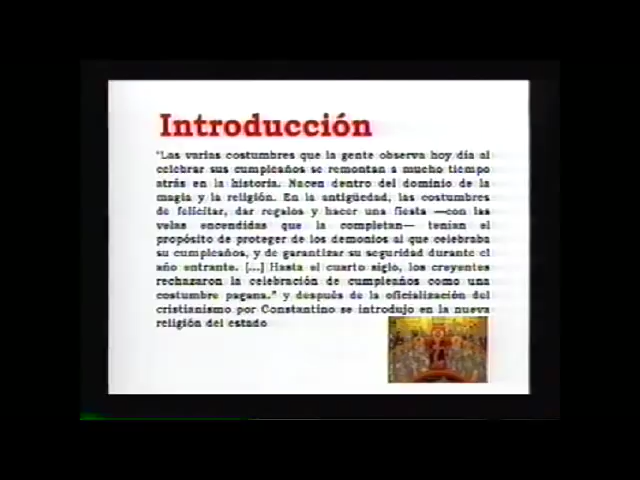 Introducción
"Las varias costumbres que la gente observa hoy día al
celebrar sus cumpleaños se remontan a mucho tiempo
atrás en la historia. Nacen dentro del dominio de la
magia y la religión. En la antigüedad, las costumbres
de felicitar, dar regalos y hacer una fiesta —con las
velas encendidas que la completan— tenían el
propósito de proteger de los demonios al que celebraba
su cumpleaños, y de garantizar su seguridad durante el
año entrante. [...] Hasta el cuarto siglo, los creyentes
rechazaron la celebración de cumpleaños como una
costumbre pagana." y después de la oficialización del
cristianismo por Constantino se introdujo en la nueva
religión del estado